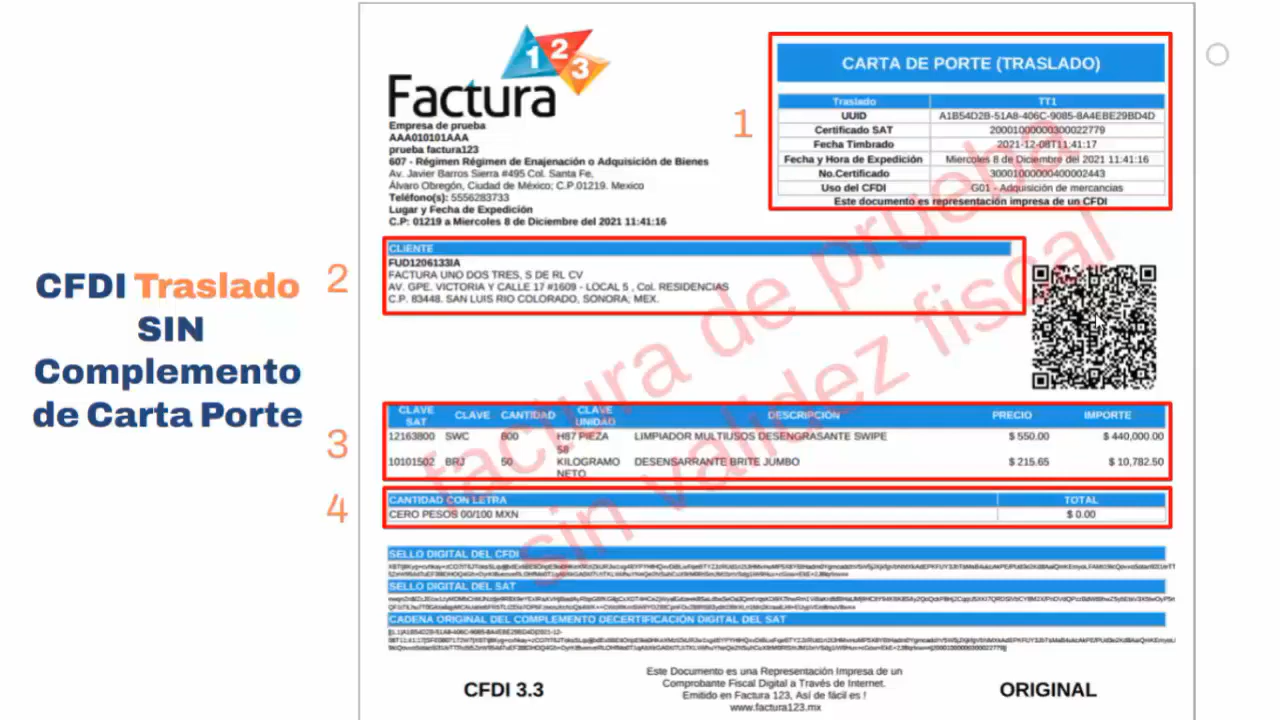 CFDI Traslado
SIN
Complemento
de Carta Porte
1
2
3
4
1 2 3
Factura
Empresa de prueba
AAA010101AAA
prueba factura123
607 - Régimen Régimen de Enajenación o Adquisición de Bienes
Av. Javier Barros Sierra #495 Col. Santa Fe,
Álvaro Obregón, Ciudad de México; C.P.01219. Mexico
Teléfono(s): 5556283733
Lugar y Fecha de Expedición
C.P: 01219 a Miercoles 8 de Diciembre del 2021 11:41:16
CARTA DE PORTE (TRASLADO)
Traslado TT1
UUID A1B54D2B-51A8-406C-9085-8A4EBE29BD4D
Certificado SAT 20001000000300022779
Fecha Timbrado 2021-12-08T11:41:17
Fecha y Hora de Expedición Miercoles 8 de Diciembre del 2021 11:41:16
No.Certificado 30001000000400002443
Uso del CFDI G01 - Adquisición de mercancias
Este documento es representación impresa de un CFDI
CLIENTE
FUD1206133IA
FACTURA UNO DOS TRES, S DE RL CV
AV. GPE. VICTORIA Y CALLE 17 #1609 - LOCAL 5 , Col. RESIDENCIAS
C.P. 83448. SAN LUIS RIO COLORADO, SONORA; MEX.
factura de prueba
sin validez fiscal
CLAVE SAT CLAVE CANTIDAD CLAVE UNIDAD DESCRIPCIÓN PRECIO IMPORTE
12163800 SWC 800 H87 PIEZA LIMPIADOR MULTIUSOS DESENGRASANTE SWIPE $ 550.00 $ 440,000.00
58
10101502 BRJ 50 KILOGRAMO DESENSARRANTE BRITE JUMBO $ 215.65 $ 10,782.50
NETO
CANTIDAD CON LETRA TOTAL
CERO PESOS 00/100 MXN $ 0.00
SELLO DIGITAL DEL CFDI
SELLO DIGITAL DEL SAT
CADENA ORIGINAL DEL COMPLEMENTO DECERTIFICACIÓN DIGITAL DEL SAT
CFDI 3.3
Este Documento es una Representación Impresa de un
Comprobante Fiscal Digital a Través de Internet.
Emitido en Factura 123, Así de fácil es !
www.factura123.mx
ORIGINAL